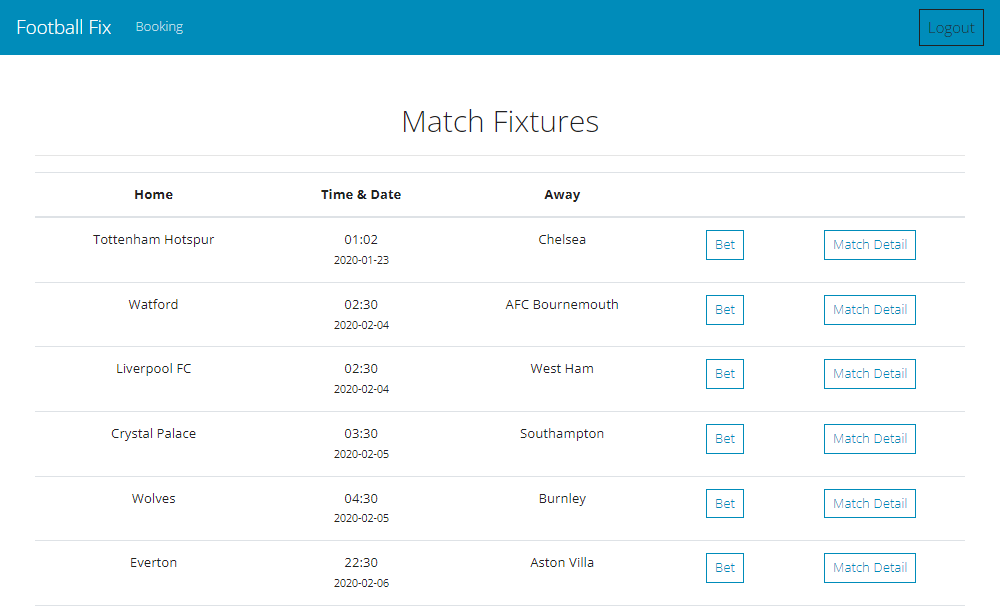 Football Fix Booking Logout
Match Fixtures
Home Time & Date Away
Tottenham Hotspur 01:02 Chelsea Bet Match Detail
2020-01-23
Watford 02:30 AFC Bournemouth Bet Match Detail
2020-02-04
Liverpool FC 02:30 West Ham Bet Match Detail
2020-02-04
Crystal Palace 03:30 Southampton Bet Match Detail
2020-02-05
Wolves 04:30 Burnley Bet Match Detail
2020-02-05
Everton 22:30 Aston Villa Bet Match Detail
2020-02-06